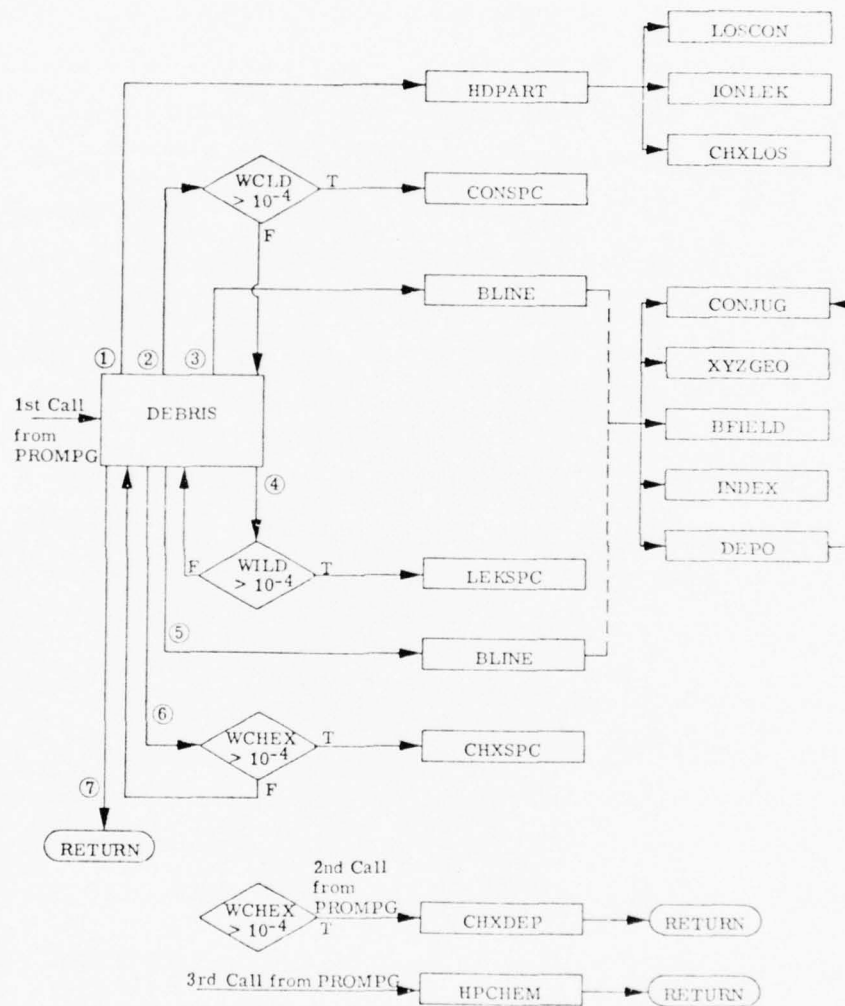 LOSCON
HDPART
IONLEK
CHXLOS
WCLD
> 10⁻⁴
T
F
CONSPC
BLINE
CONJUG
XYZGEO
BFIELD
INDEX
DEPO
① ② ③
1st Call
from
PROMPG
DEBRIS
④
F
WILD
> 10⁻⁴
T
LEKSPC
⑤
BLINE
⑥
WCHEX
> 10⁻⁴
T
F
CHXSPC
⑦
RETURN
WCHEX
> 10⁻⁴
T
2nd Call
from
PROMPG
CHXDEP
RETURN
3rd Call from PROMPG
HPCHEM
RETURN